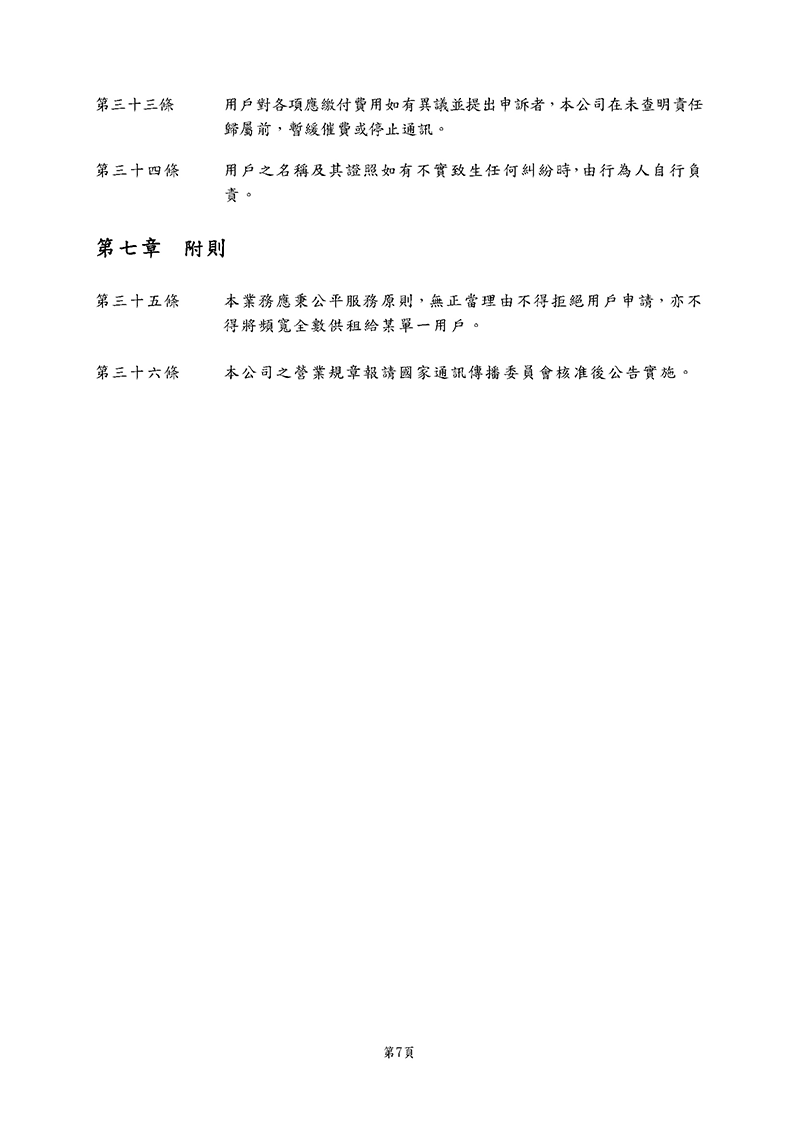 第三十三條 用戶對各項應繳付費用如有異議並提出申訴者，本公司在未查明責任
歸屬前，暫緩催費或停止通訊。
第三十四條 用戶之名稱及其證照如有不實致生任何糾紛時，由行為人自行負
責。
第七章 附則
第三十五條 本業務應秉公平服務原則，無正當理由不得拒絕用戶申請，亦不
得將頻寬全數供租給某單一用戶。
第三十六條 本公司之營業規章報請國家通訊傳播委員會核准後公告實施。
第7頁